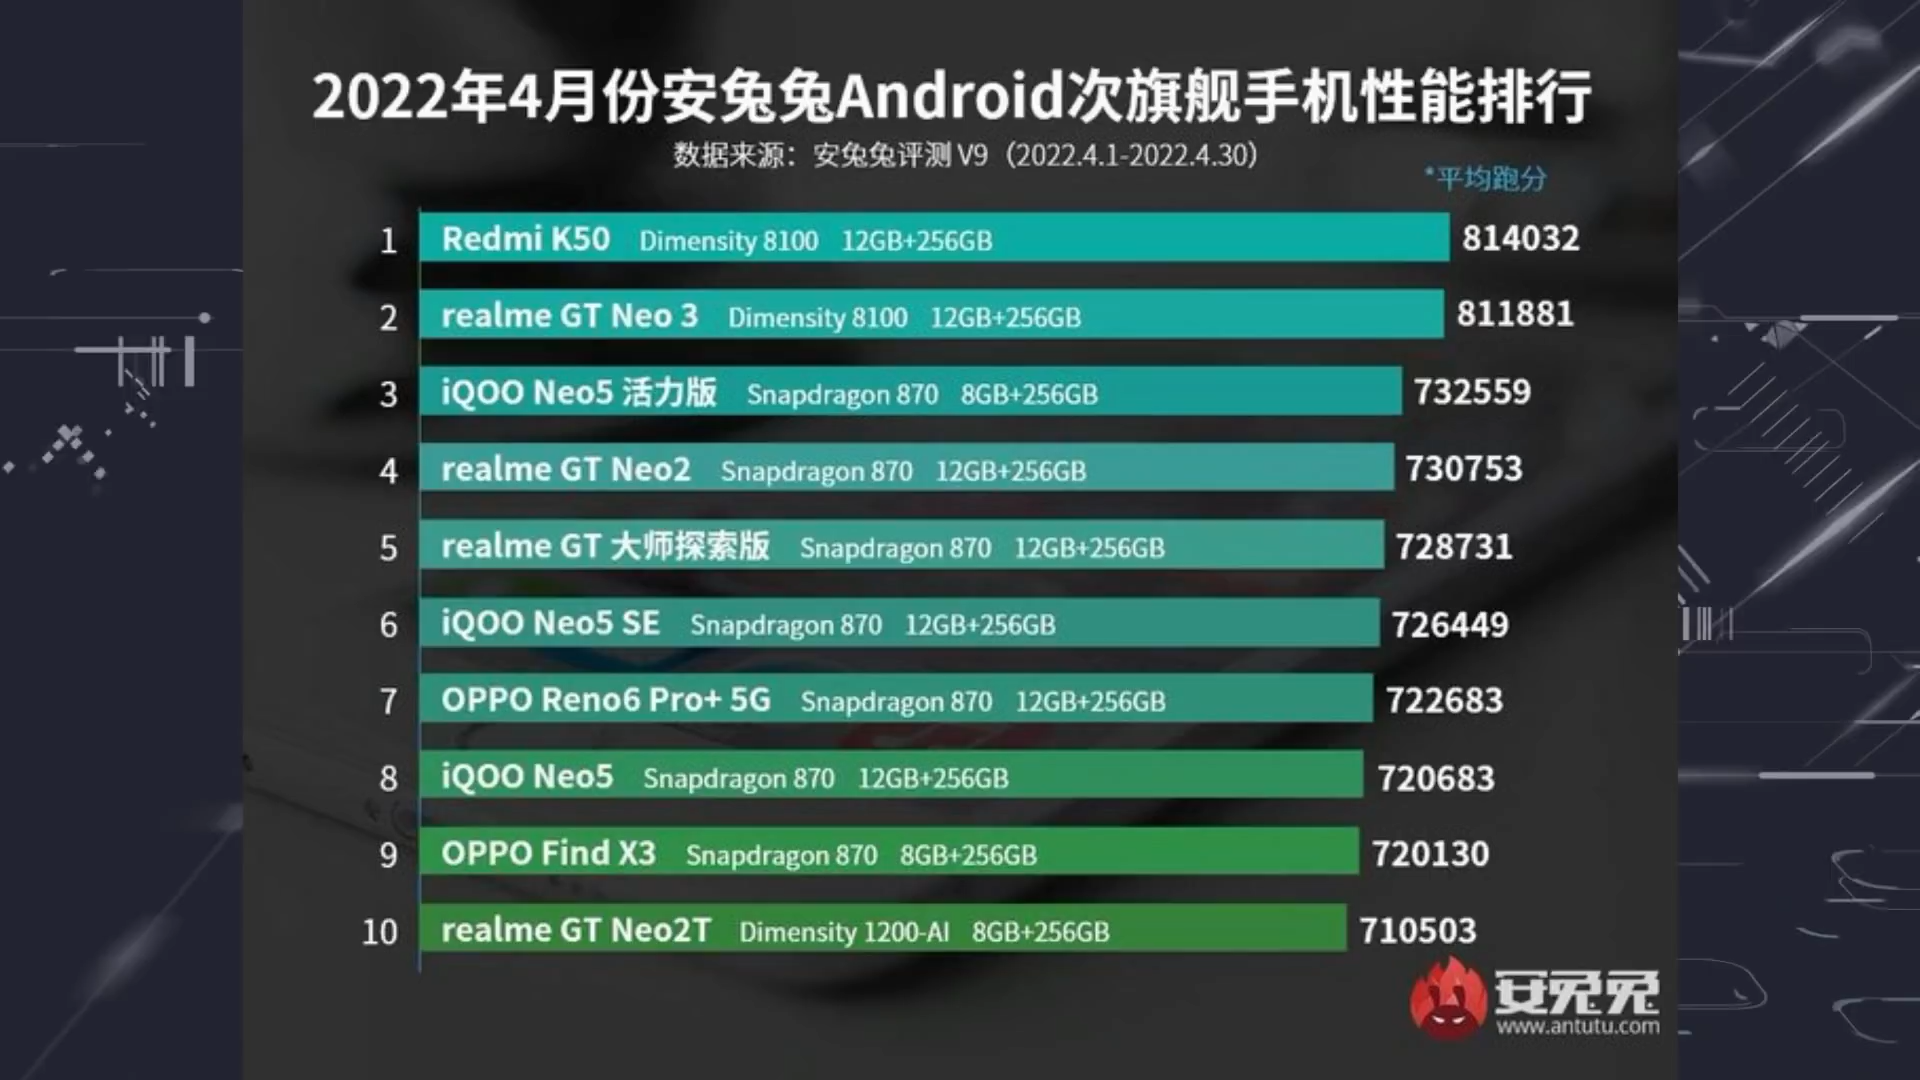 2022年4月份安兔兔Android次旗舰手机性能排行
数据来源：安兔兔评测 V9（2022.4.1-2022.4.30）
*平均跑分
1 Redmi K50 Dimensity 8100 12GB+256GB 814032
2 realme GT Neo 3 Dimensity 8100 12GB+256GB 811881
3 iQOO Neo5 活力版 Snapdragon 870 8GB+256GB 732559
4 realme GT Neo2 Snapdragon 870 12GB+256GB 730753
5 realme GT 大师探索版 Snapdragon 870 12GB+256GB 728731
6 iQOO Neo5 SE Snapdragon 870 12GB+256GB 726449
7 OPPO Reno6 Pro+ 5G Snapdragon 870 12GB+256GB 722683
8 iQOO Neo5 Snapdragon 870 12GB+256GB 720683
9 OPPO Find X3 Snapdragon 870 8GB+256GB 720130
10 realme GT Neo2T Dimensity 1200-AI 8GB+256GB 710503
安兔兔
www.antutu.com